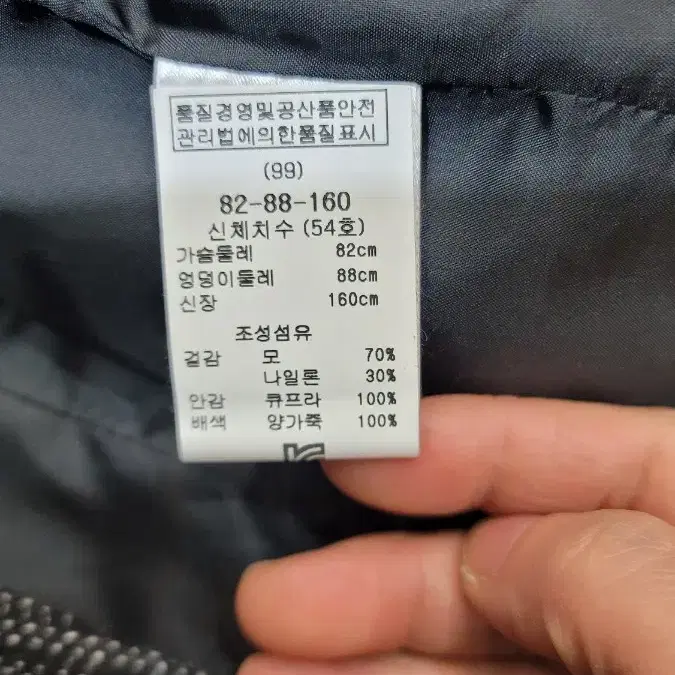 품질경영및공산품안전
관리법에의한품질표시
(99)
82-88-160
신체치수 (54호)
가슴둘레 82cm
엉덩이둘레 88cm
신장 160cm
조성섬유
겉감 모 70%
나일론 30%
안감 큐프라 100%
배색 양가죽 100%